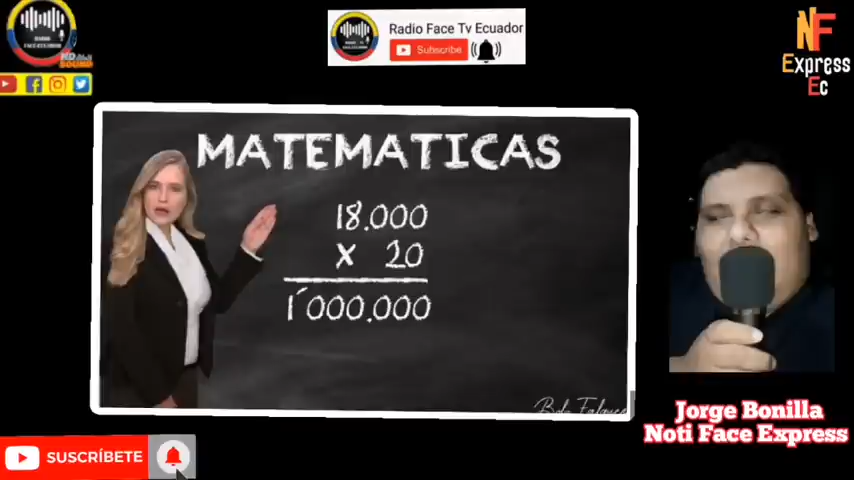 Radio Face Tv Ecuador
Subscribe
NF
Express
Ec
MATEMATICAS
18.000
x 20
1´000.000
Jorge Bonilla
Noti Face Express
SUSCRÍBETE